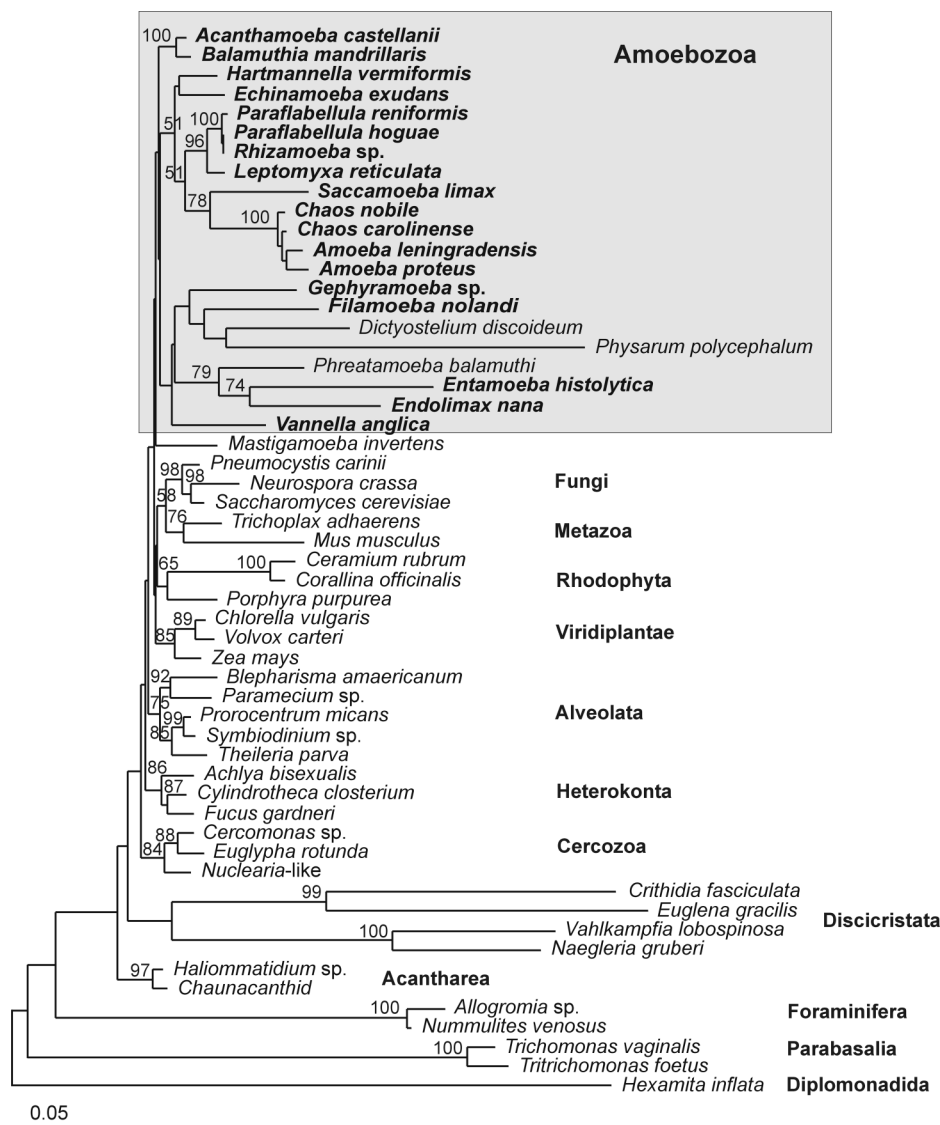 100 Acanthamoeba castellanii
Balamuthia mandrillaris
Amoebozoa
Hartmannella vermiformis
Echinamoeba exudans
51 100 Paraflabellula reniformis
Paraflabellula hoguae
96 Rhizamoeba sp.
51 Leptomyxa reticulata
Saccamoeba limax
78 100 Chaos nobile
Chaos carolinense
Amoeba leningradensis
Amoeba proteus
Gephyramoeba sp.
Filamoeba nolandi
Dictyostelium discoideum
Physarum polycephalum
79 Phreatamoeba balamuthi
74 Entamoeba histolytica
Endolimax nana
Vannella anglica
Mastigamoeba invertens
98 Pneumocystis carinii
98 Neurospora crassa Fungi
58 Saccharomyces cerevisiae
76 Trichoplax adhaerens
Metazoa
Mus musculus
65 100 Ceramium rubrum
Corallina officinalis Rhodophyta
Porphyra purpurea
89 Chlorella vulgaris
85 Volvox carteri Viridiplantae
Zea mays
92 Blepharisma amaericanum
75 Paramecium sp.
99 Prorocentrum micans Alveolata
85 Symbiodinium sp.
Theileria parva
86 Achlya bisexualis
87 Cylindrotheca closterium Heterokonta
Fucus gardneri
88 Cercomonas sp.
84 Euglypha rotunda Cercozoa
Nuclearia-like
99 Crithidia fasciculata
Euglena gracilis
Discicristata
100 Vahlkampfia lobospinosa
Naegleria gruberi
97 Haliommatidium sp.
Acantharea
Chaunacanthid
100 Allogromia sp.
Foraminifera
Nummulites venosus
100 Trichomonas vaginalis Parabasalia
Tritrichomonas foetus
Hexamita inflata Diplomonadida
0.05